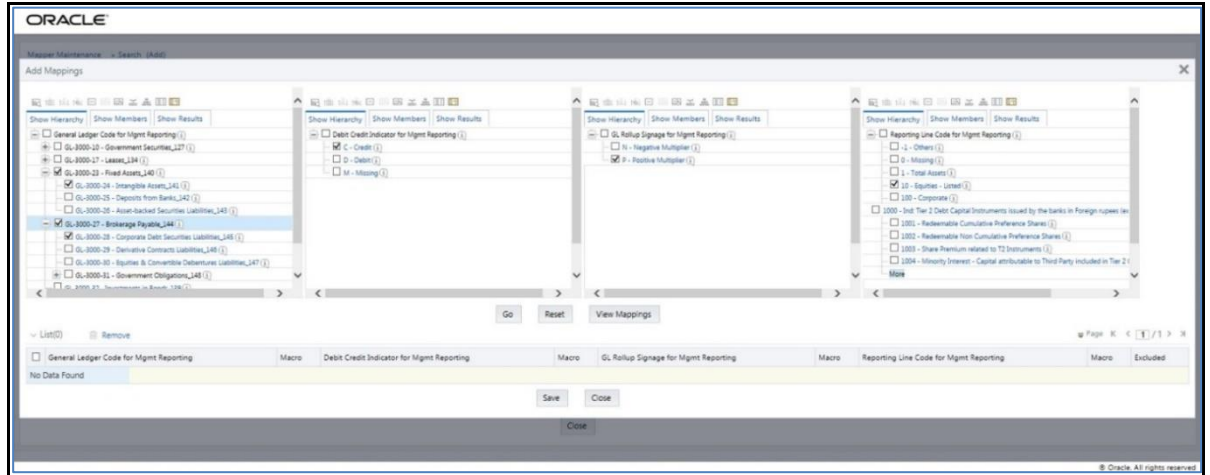 ORACLE
Mapper Maintenance > Search (Add)
Add Mappings
Show Hierarchy Show Members Show Results
General Ledger Code for Mgmt Reporting
GL-3000-10 - Government Securities_127
GL-3000-17 - Leases_134
GL-3000-23 - Fixed Assets_140
GL-3000-24 - Intangible Assets_141
GL-3000-25 - Deposits from Banks_142
GL-3000-26 - Asset-backed Securities Liabilities_143
GL-3000-27 - Brokerage Payable_144
GL-3000-28 - Corporate Debt Securities Liabilities_145
GL-3000-29 - Derivative Contracts Liabilities_146
GL-3000-30 - Equities & Convertible Debentures Liabilities_147
GL-3000-31 - Government Obligations_148
GL-3000-32 - Investments in Bonds
Show Hierarchy Show Members Show Results
Debit Credit Indicator for Mgmt Reporting
C - Credit
D - Debit
M - Missing
Show Hierarchy Show Members Show Results
GL Rollup Signage for Mgmt Reporting
N - Negative Multiplier
P - Positive Multiplier
Show Hierarchy Show Members Show Results
Reporting Line Code for Mgmt Reporting
-1 - Others
0 - Missing
1 - Total Assets
10 - Equities - Listed
100 - Corporate
1000 - Ind: Tier 2 Debt Capital Instruments issued by the banks in Foreign rupees
1001 - Redeemable Cumulative Preference Shares
1002 - Redeemable Non Cumulative Preference Shares
1003 - Share Premium related to T2 Instruments
1004 - Minority Interest - Capital attributable to Third Party included in Tier 2
More
Go Reset View Mappings
List(0) Remove Page 1 / 1
General Ledger Code for Mgmt Reporting Macro Debit Credit Indicator for Mgmt Reporting Macro GL Rollup Signage for Mgmt Reporting Macro Reporting Line Code for Mgmt Reporting Macro Excluded
No Data Found
Save Close
Close
® Oracle. All rights reserved